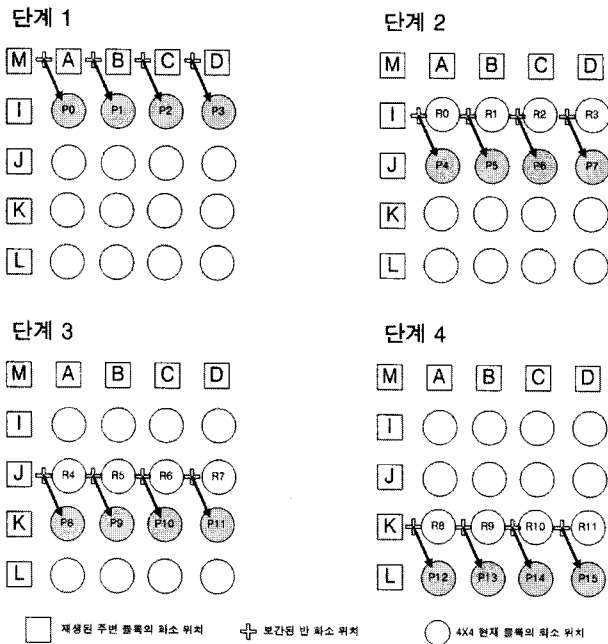 단계 1
M A B C D
I P0 P1 P2 P3
J
K
L
단계 2
M A B C D
I R0 R1 R2 R3
J P4 P5 P6 P7
K
L
단계 3
M A B C D
I
J R4 R5 R6 R7
K P8 P9 P10 P11
L
단계 4
M A B C D
I
J
K R8 R9 R10 R11
L P12 P13 P14 P15
재생된 주변 블록의 화소 위치
보간된 반 화소 위치
4X4 현재 블록의 화소 위치